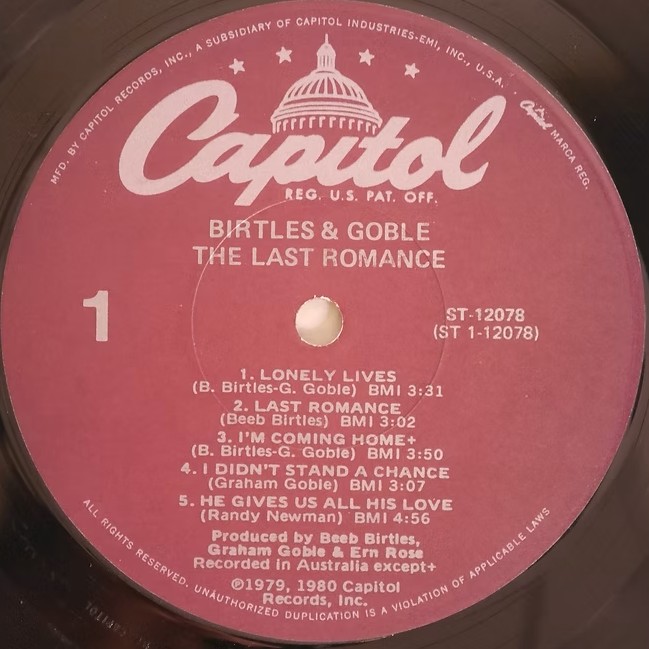 MFD. BY CAPITOL RECORDS, INC., A SUBSIDIARY OF CAPITOL INDUSTRIES-EMI, INC., U.S.A. · Capitol MARCA REG.
Capitol
REG. U.S. PAT. OFF.
BIRTLES & GOBLE
THE LAST ROMANCE
1
ST-12078
(ST 1-12078)
1. LONELY LIVES
(B. Birtles-G. Goble) BMI 3:31
2. LAST ROMANCE
(Beeb Birtles) BMI 3:02
3. I'M COMING HOME+
(B. Birtles-G. Goble) BMI 3:50
4. I DIDN'T STAND A CHANCE
(Graham Goble) BMI 3:07
5. HE GIVES US ALL HIS LOVE
(Randy Newman) BMI 4:56
Produced by Beeb Birtles,
Graham Goble & Ern Rose
Recorded in Australia except+
℗1979, 1980 Capitol
Records, Inc.
ALL RIGHTS RESERVED. UNAUTHORIZED DUPLICATION IS A VIOLATION OF APPLICABLE LAWS